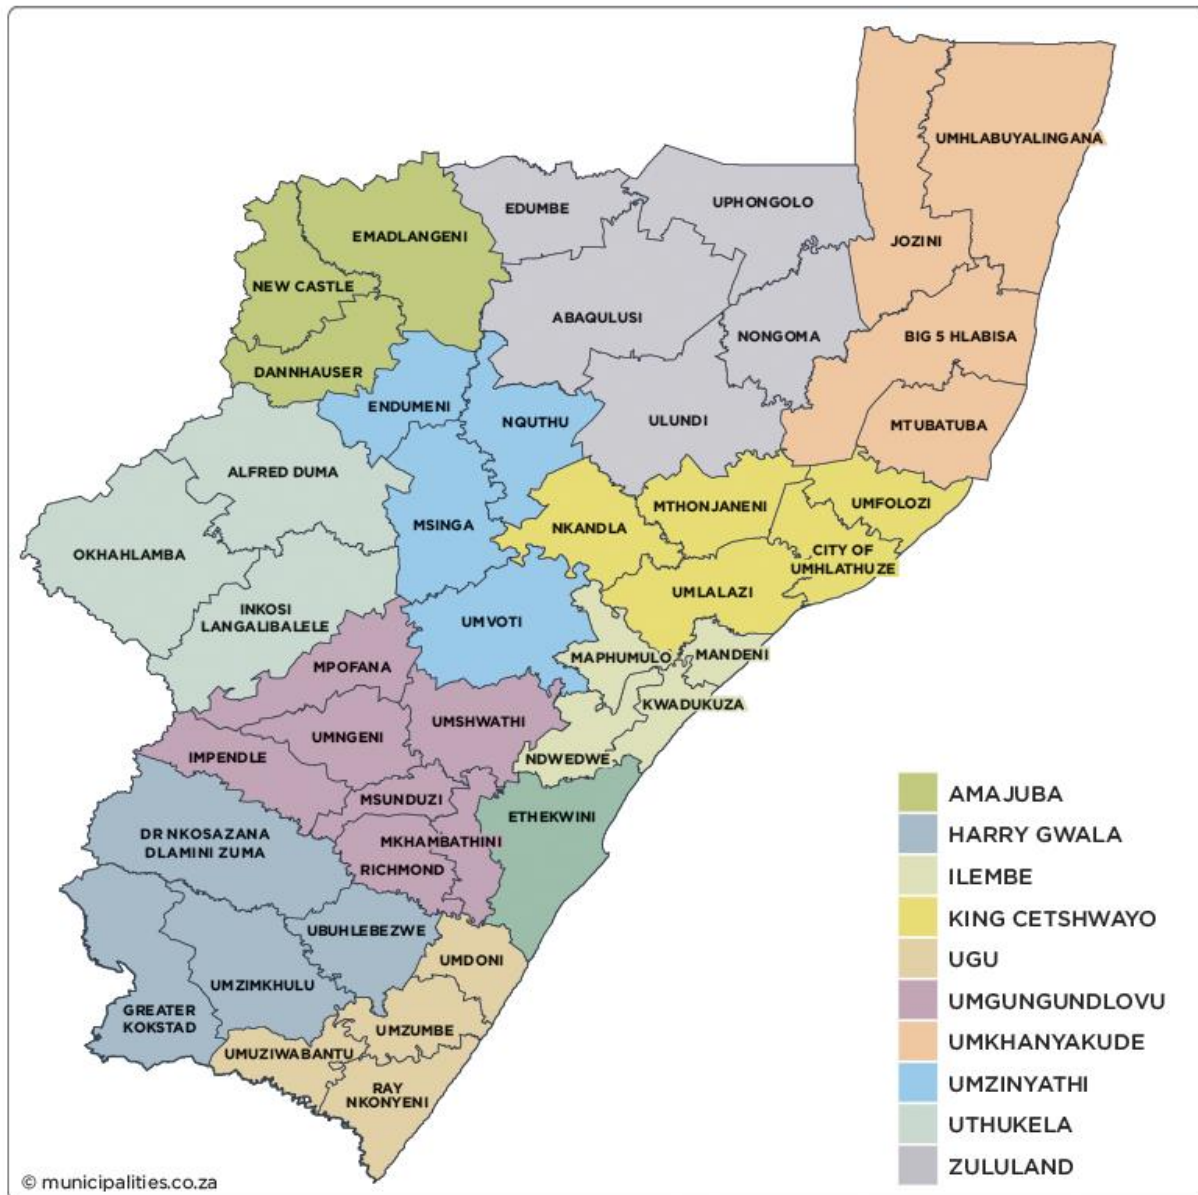 UMHLABUYALINGANA
EDUMBE
UPHONGOLO
EMADLANGENI
JOZINI
NEW CASTLE
ABAQULUSI
NONGOMA
BIG 5 HLABISA
DANNHAUSER
ENDUMENI
NQUTHU
ULUNDI
MTUBATUBA
ALFRED DUMA
MSINGA
NKANDLA
MTHONJANENI
UMFOLOZI
OKHAHLAMBA
CITY OF
UMHLATHUZE
UMLALAZI
INKOSI
LANGALIBALELE
UMVOTI
MPOFANA
MAPHUMULO
MANDENI
KWADUKUZA
UMSHWATHI
UMNGENI
IMPENDLE
NDWEDWE
MSUNDUZI
ETHEKWINI
DR NKOSAZANA
DLAMINI ZUMA
MKHAMBATHINI
RICHMOND
UBUHLEBEZWE
UMDONI
UMZIMKHULU
GREATER
KOKSTAD
UMZUMBE
UMUZIWABANTU
RAY
NKONYENI
AMAJUBA
HARRY GWALA
ILEMBE
KING CETSHWAYO
UGU
UMGUNGUNDLOVU
UMKHANYAKUDE
UMZINYATHI
UTHUKELA
ZULULAND
© municipalities.co.za